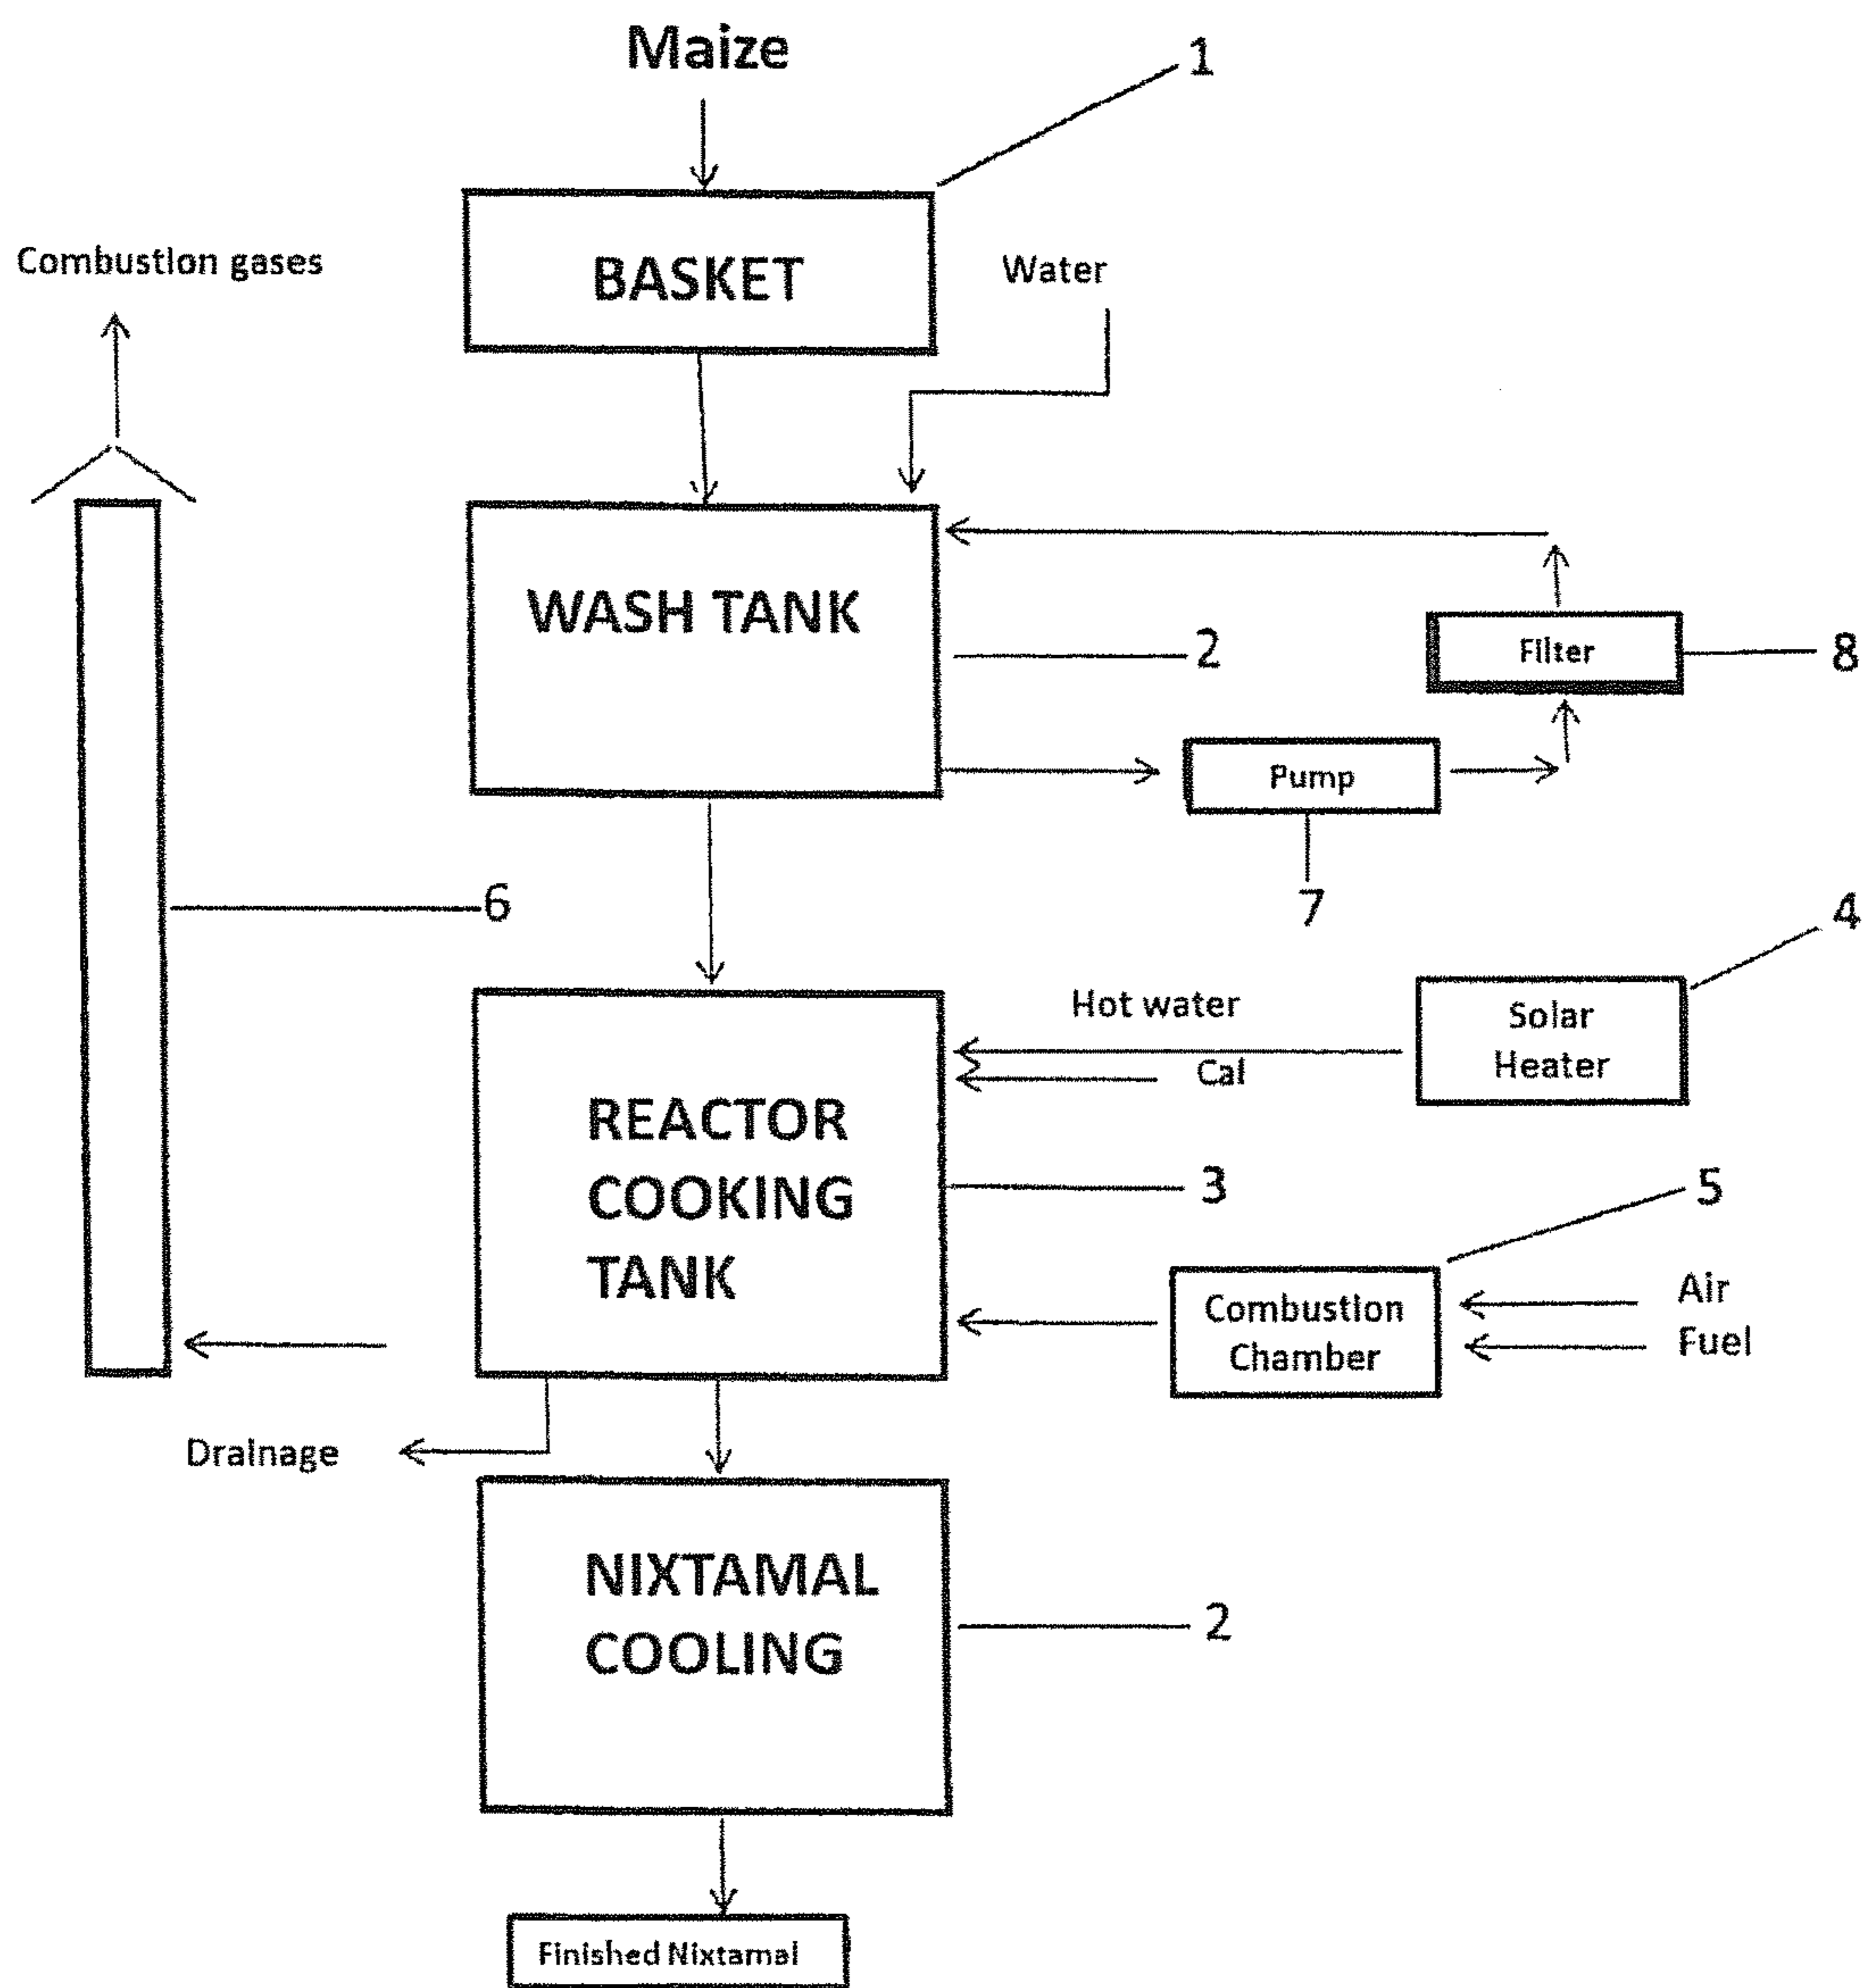 Maize
1
BASKET
Combustion gases
Water
WASH TANK
2
Filter
8
Pump
7
6
4
Hot water
Solar
Heater
Cal
REACTOR
COOKING
TANK
3
5
Combustion
Chamber
Air
Fuel
Drainage
NIXTAMAL
COOLING
2
Finished Nixtamal